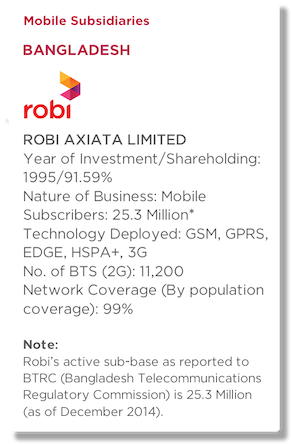 Mobile Subsidiaries
BANGLADESH
robi
ROBI AXIATA LIMITED
Year of Investment/Shareholding:
1995/91.59%
Nature of Business: Mobile
Subscribers: 25.3 Million*
Technology Deployed: GSM, GPRS,
EDGE, HSPA+, 3G
No. of BTS (2G): 11,200
Network Coverage (By population
coverage): 99%
Note:
Robi's active sub-base as reported to
BTRC (Bangladesh Telecommunications
Regulatory Commission) is 25.3 Million
(as of December 2014).